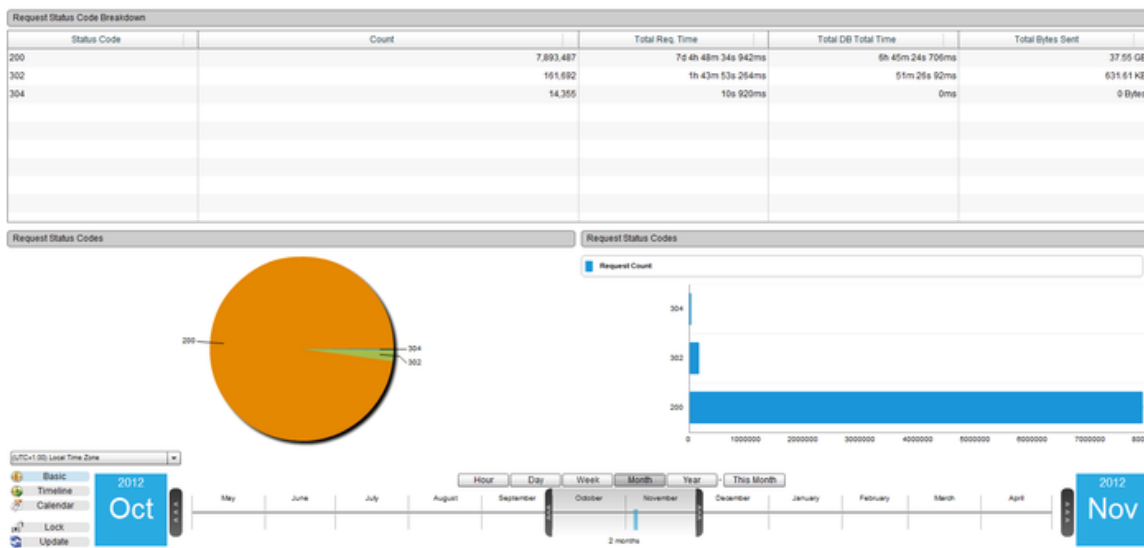 Request Status Code Breakdown
Status Code Count Total Req. Time Total DB Total Time Total Bytes Sent
200 7,893,487 7d 4h 48m 34s 942ms 6h 45m 24s 706ms 37.55 GB
302 161,692 1h 43m 53s 264ms 51m 26s 92ms 631.61 KB
304 14,355 10s 920ms 0ms 0 Bytes
Request Status Codes Request Status Codes
Request Count
200 304 302
304
302
200
0 1000000 2000000 3000000 4000000 5000000 6000000 7000000 800
(UTC+1:00) Local Time Zone
Basic
Timeline
Calendar
Lock
Update
2012
Oct
Hour Day Week Month Year - This Month
May June July August September October November December January February March April
2 months
2012
Nov